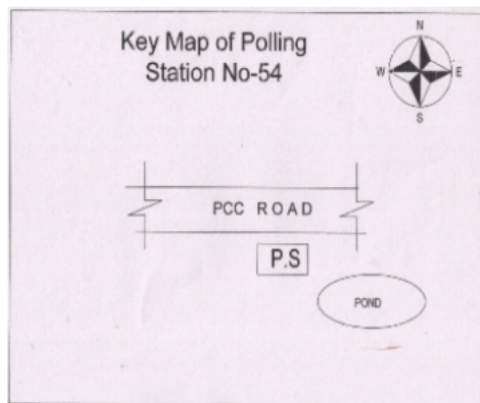 Key Map of Polling
Station No-54
N
W E
S
PCC ROAD
P.S
POND